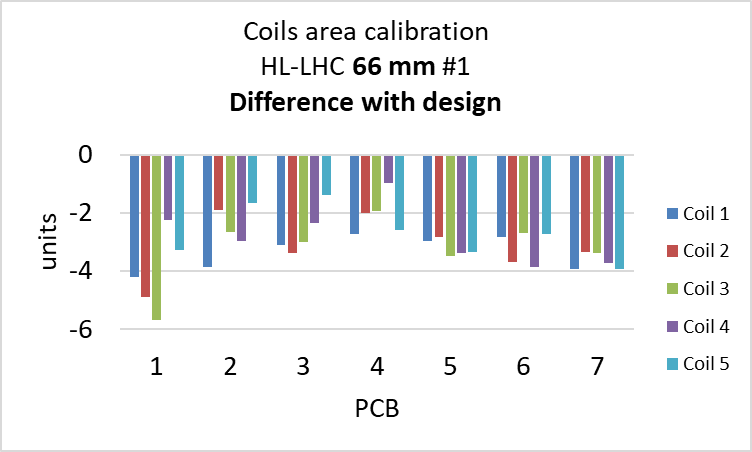 Coils area calibration
HL-LHC 66 mm #1
Difference with design
0
-2
-4
-6
units
1 2 3 4 5 6 7
PCB
Coil 1
Coil 2
Coil 3
Coil 4
Coil 5